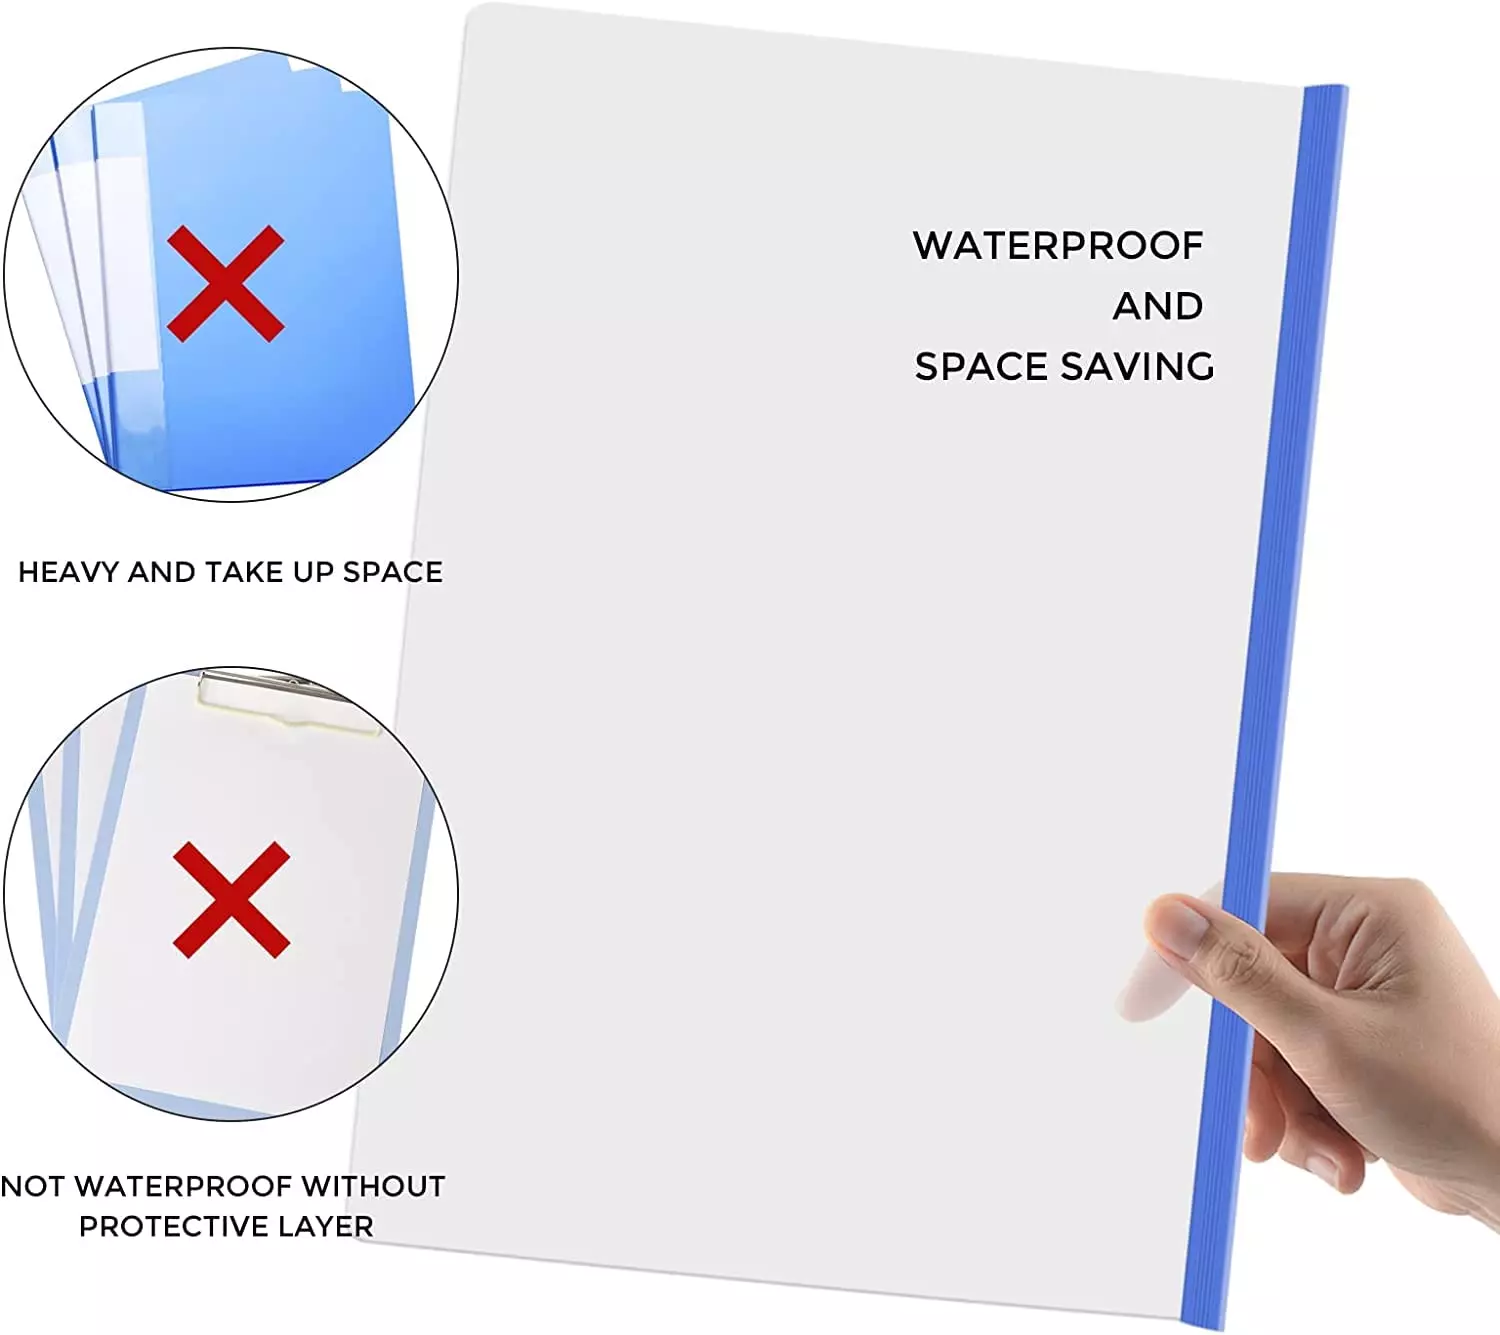 WATERPROOF
AND
SPACE SAVING
HEAVY AND TAKE UP SPACE
NOT WATERPROOF WITHOUT
PROTECTIVE LAYER